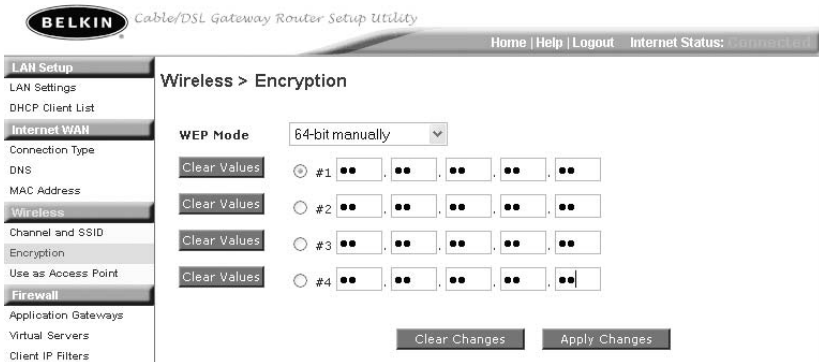 BELKIN Cable/DSL Gateway Router Setup Utility
Home | Help | Logout Internet Status: Connected
LAN Setup
LAN Settings
DHCP Client List
Internet WAN
Connection Type
DNS
MAC Address
Wireless
Channel and SSID
Encryption
Use as Access Point
Firewall
Application Gateways
Virtual Servers
Client IP Filters
Wireless > Encryption
WEP Mode 64-bit manually
Clear Values #1 •• . •• . •• . •• . ••
Clear Values #2 •• . •• . •• . •• . ••
Clear Values #3 •• . •• . •• . •• . ••
Clear Values #4 •• . •• . •• . •• . ••
Clear Changes Apply Changes